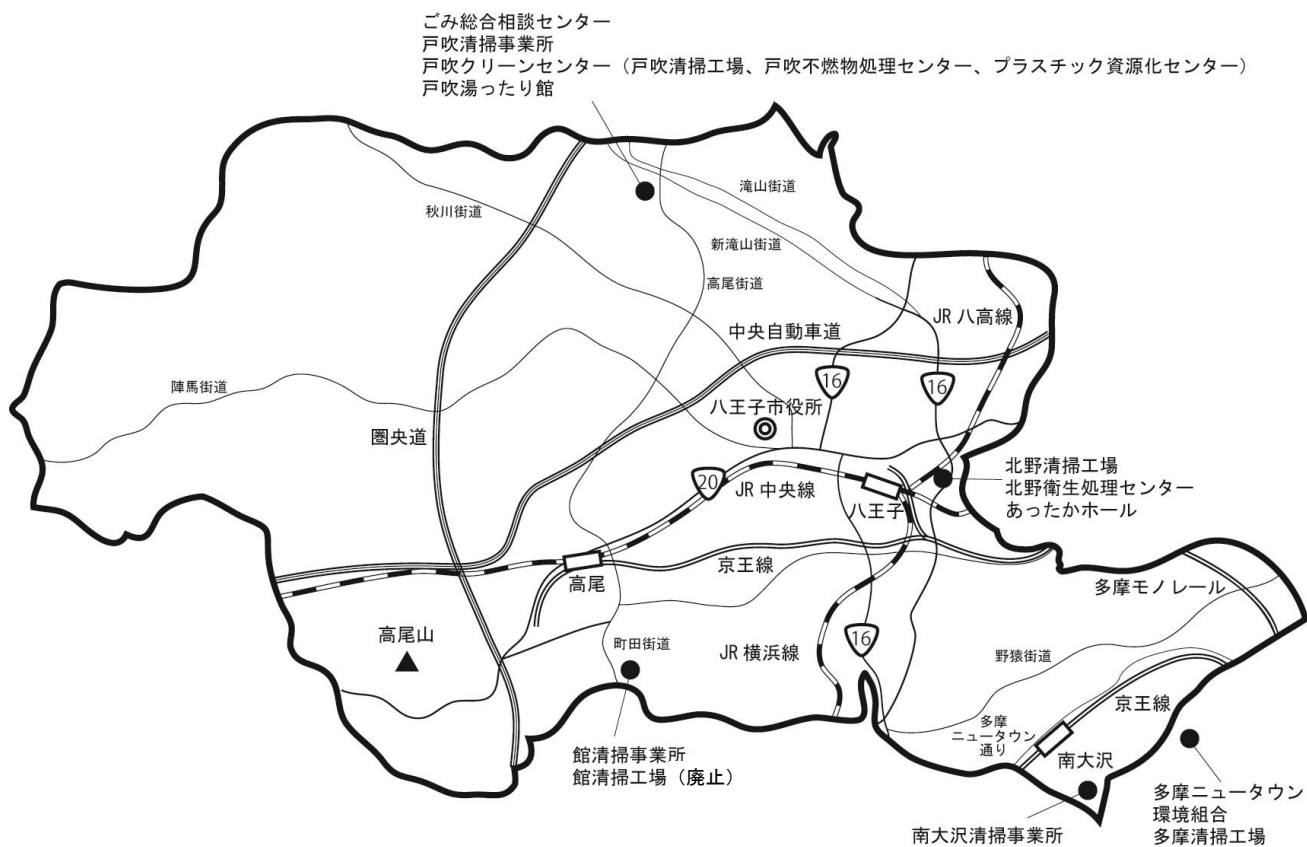 ごみ総合相談センター
戸吹清掃事業所
戸吹クリーンセンター（戸吹清掃工場、戸吹不燃物処理センター、プラスチック資源化センター）
戸吹湯ったり館
滝山街道
秋川街道
新滝山街道
高尾街道
JR八高線
中央自動車道
16
16
陣馬街道
八王子市役所
圏央道
北野清掃工場
北野衛生処理センター
あったかホール
20
JR中央線
八王子
高尾
京王線
多摩モノレール
高尾山
町田街道
JR横浜線
16
野猿街道
京王線
多摩
ニュータウン
通り
南大沢
館清掃事業所
館清掃工場（廃止）
南大沢清掃事業所
多摩ニュータウン
環境組合
多摩清掃工場